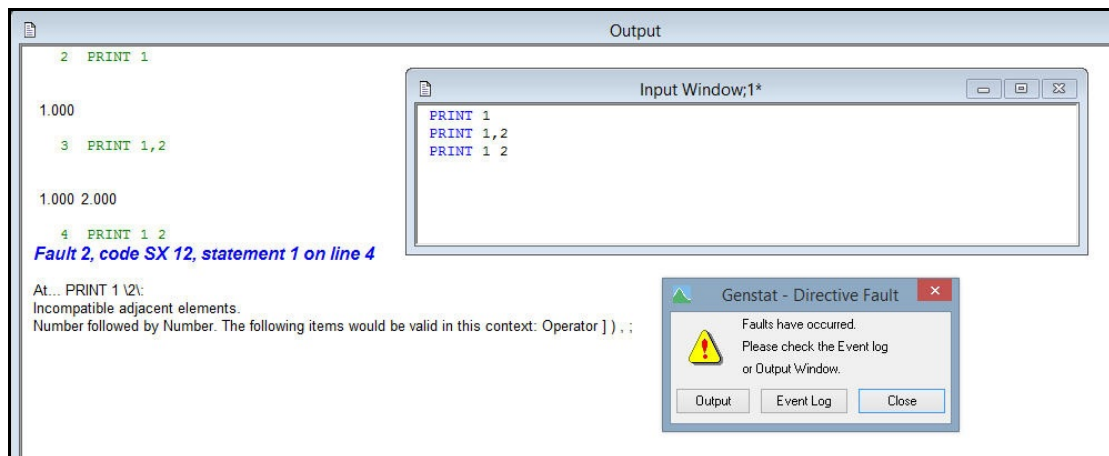 Output
2 PRINT 1
1.000
3 PRINT 1,2
1.000 2.000
4 PRINT 1 2
Fault 2, code SX 12, statement 1 on line 4
At... PRINT 1 \2\:
Incompatible adjacent elements.
Number followed by Number. The following items would be valid in this context: Operator ] ) , ;
Input Window;1*
PRINT 1
PRINT 1,2
PRINT 1 2
Genstat - Directive Fault
Faults have occurred.
Please check the Event log
or Output Window.
Output Event Log Close